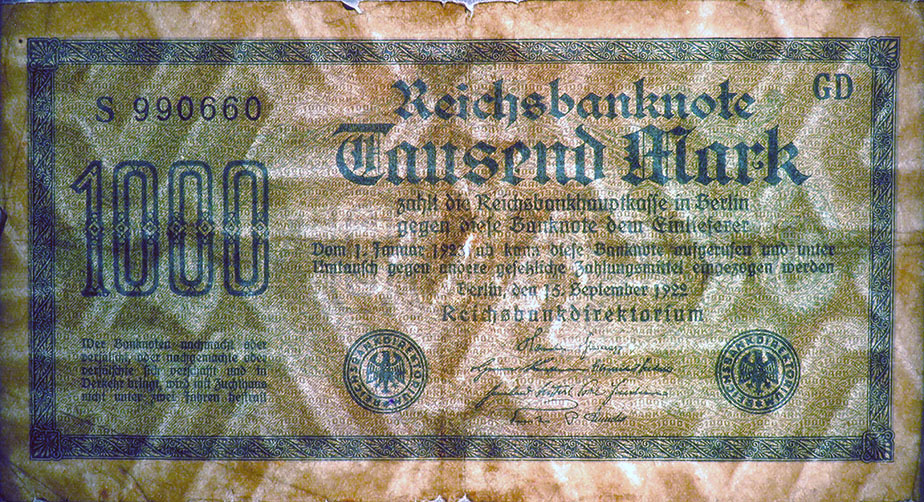 S 990660
GD
1000
Reichsbanknote
Tausend Mark
zahlt die Reichsbankhauptkasse in Berlin
gegen diese Banknote dem Einlieferer
Vom 1. Januar 1923 ab kann diese Banknote aufgerufen und unter
Umtausch gegen andere gesetzliche Zahlungsmittel eingezogen werden
Berlin, den 15. September 1922
Reichsbankdirektorium
Wer Banknoten nachmacht oder
verfälscht, oder nachgemachte oder
verfälschte sich verschafft und in
Verkehr bringt, wird mit Zuchthaus
nicht unter zwei Jahren bestraft
REICHSBANKDIREKTORIUM
REICHSBANKDIREKTORIUM